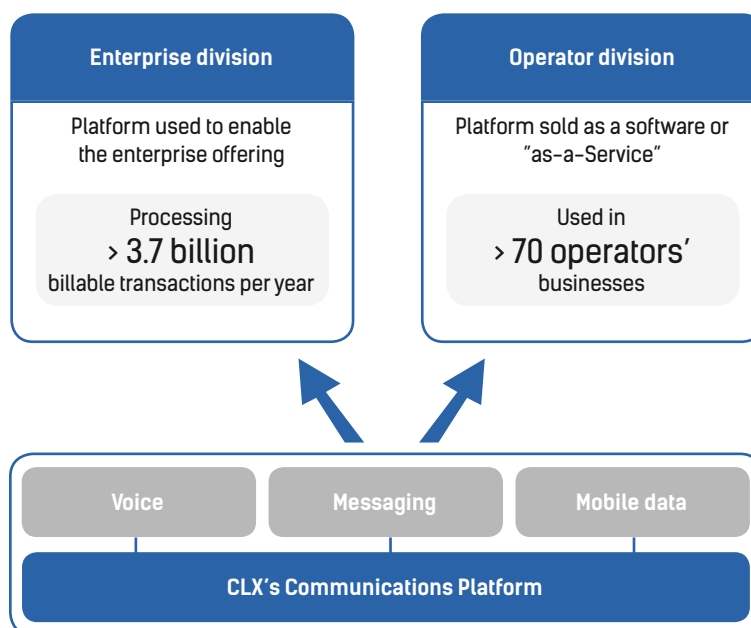 Enterprise division
Platform used to enable
the enterprise offering
Processing
> 3.7 billion
billable transactions per year
Operator division
Platform sold as a software or
"as-a-Service"
Used in
> 70 operators’
businesses
Voice
Messaging
Mobile data
CLX’s Communications Platform